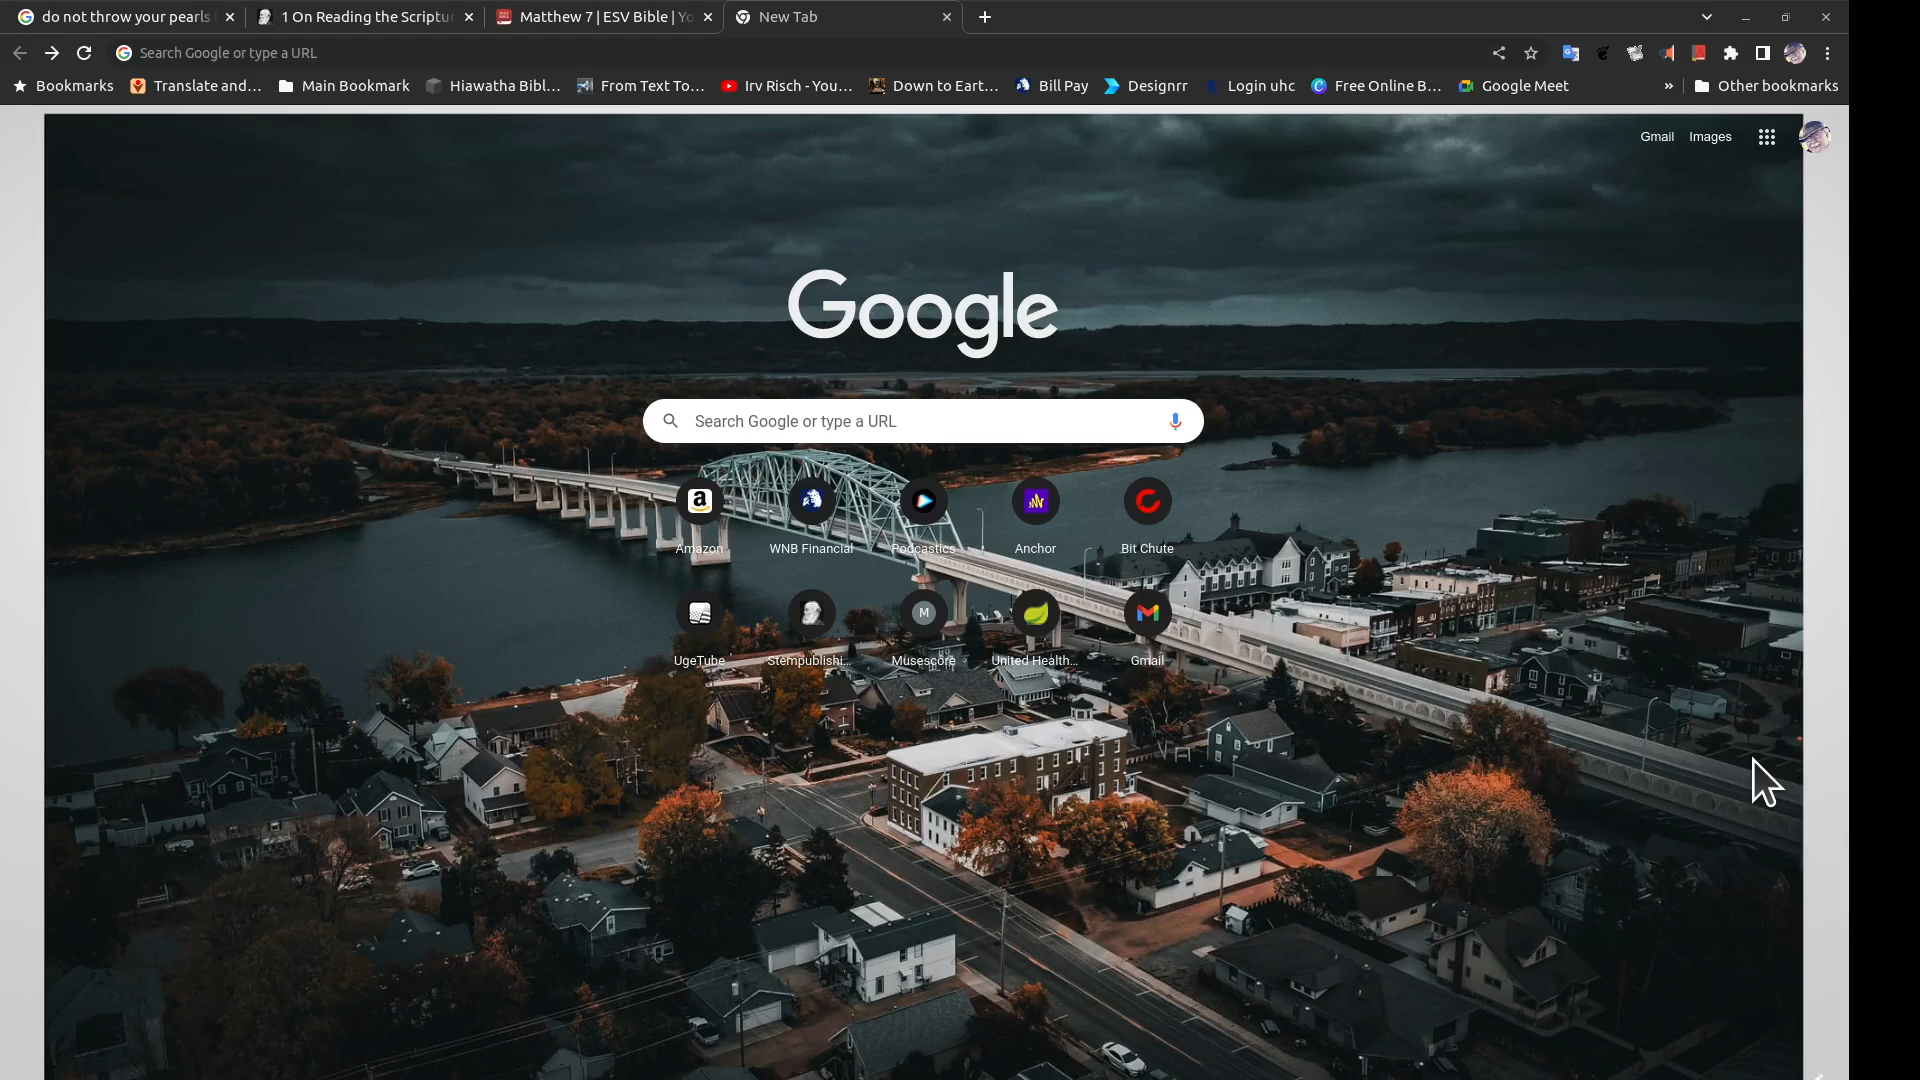 do not throw your pearls
1 On Reading the Scriptur
Matthew 7 | ESV Bible | Yo
New Tab
Search Google or type a URL
Bookmarks
Translate and...
Main Bookmark
Hiawatha Bibl...
From Text To...
Irv Risch - You...
Down to Eart...
Bill Pay
Designrr
Login uhc
Free Online B...
Google Meet
»
Other bookmarks
Gmail Images
Google
Search Google or type a URL
Amazon
WNB Financial
Podcastics
Anchor
Bit Chute
M
UgeTube
Stempublishi...
Musescore
United Health...
Gmail